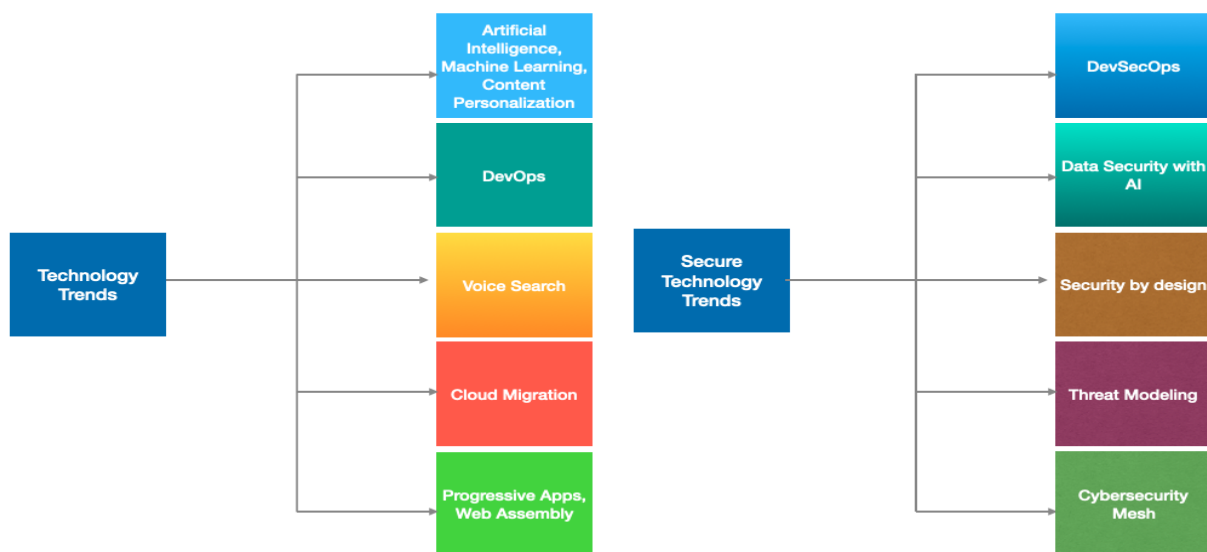 Technology
Trends
Artificial
Intelligence,
Machine Learning,
Content
Personalization
DevOps
Voice Search
Cloud Migration
Progressive Apps,
Web Assembly
Secure
Technology
Trends
DevSecOps
Data Security with
AI
Security by design
Threat Modeling
Cybersecurity
Mesh